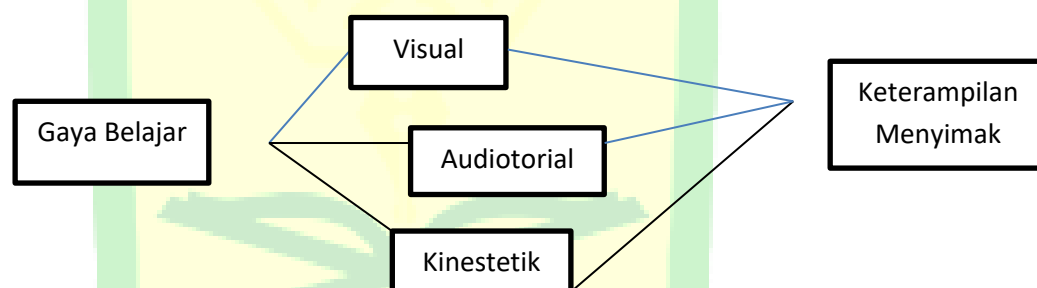 Visual
Gaya Belajar
Audiotorial
Kinestetik
Keterampilan
Menyimak